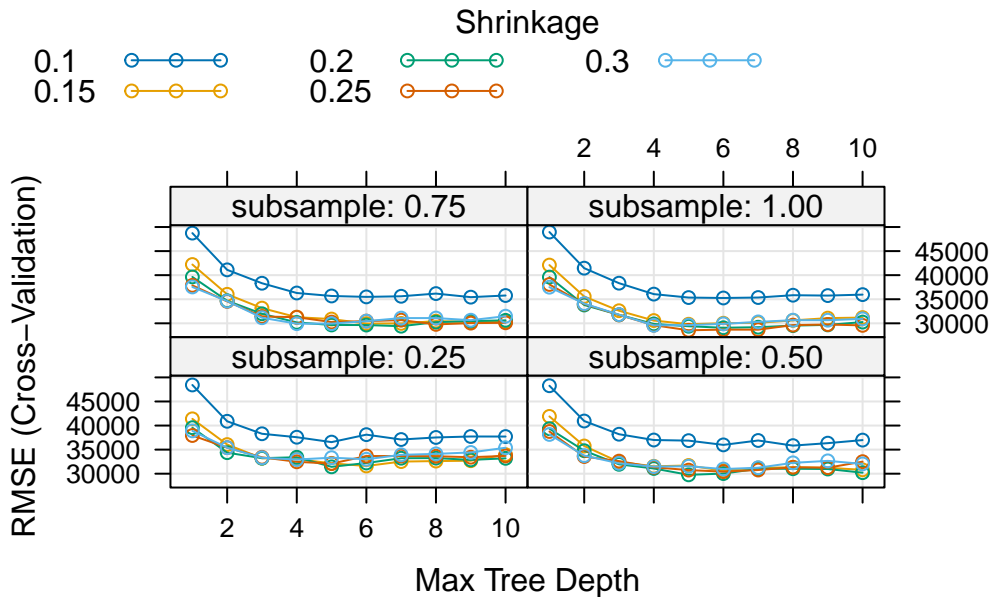 Shrinkage
0.1 0.2 0.3
0.15 0.25
2 4 6 8 10
subsample: 0.75 subsample: 1.00
45000
40000
35000
30000
subsample: 0.25 subsample: 0.50
45000
40000
35000
30000
2 4 6 8 10
RMSE (Cross−Validation)
Max Tree Depth